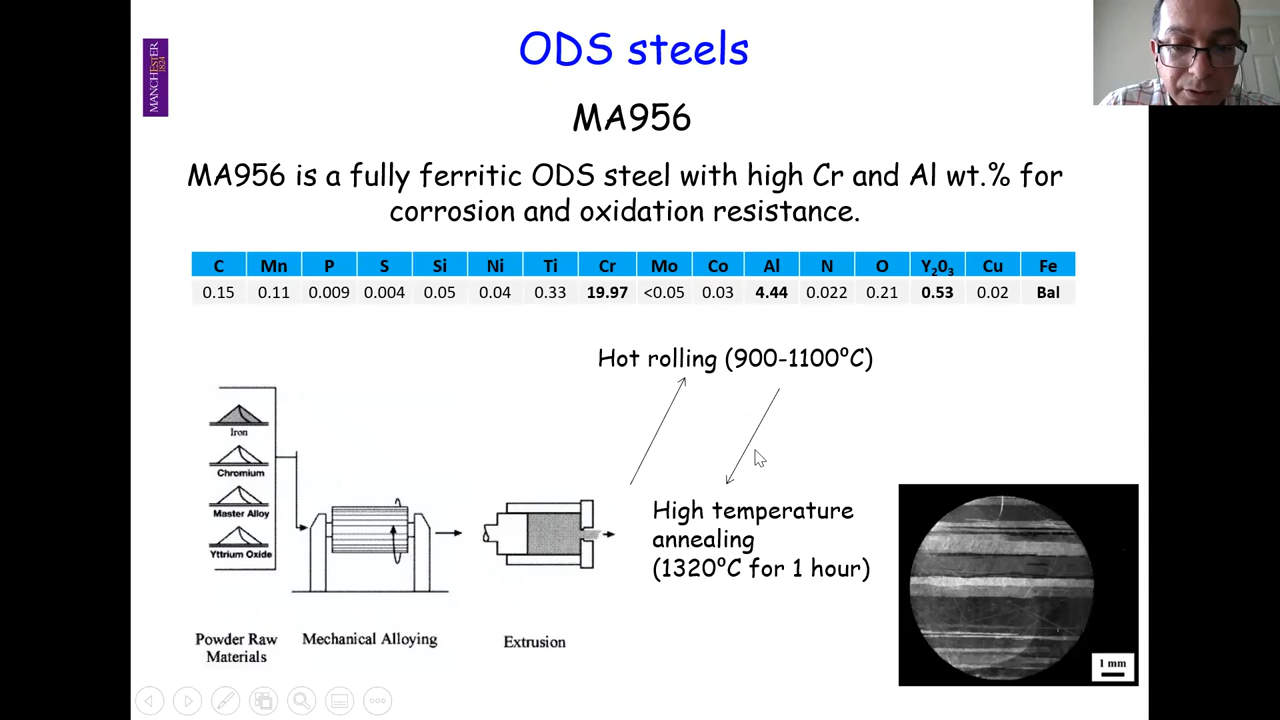 ODS steels
MANCHESTER
1824
MA956
MA956 is a fully ferritic ODS steel with high Cr and Al wt.% for
corrosion and oxidation resistance.
C Mn P S Si Ni Ti Cr Mo Co Al N O Y₂0₃ Cu Fe
0.15 0.11 0.009 0.004 0.05 0.04 0.33 19.97 <0.05 0.03 4.44 0.022 0.21 0.53 0.02 Bal
Hot rolling (900-1100⁰C)
Iron
Chromium
Master Alloy
Yttrium Oxide
High temperature
annealing
(1320⁰C for 1 hour)
Powder Raw
Materials
Mechanical Alloying
Extrusion
1 mm